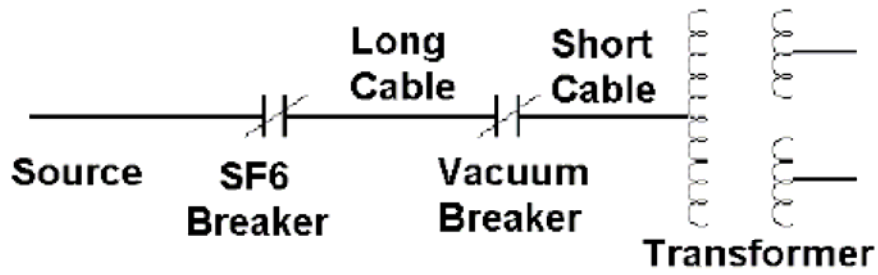 Long
Cable
Short
Cable
Source
SF6
Breaker
Vacuum
Breaker
Transformer